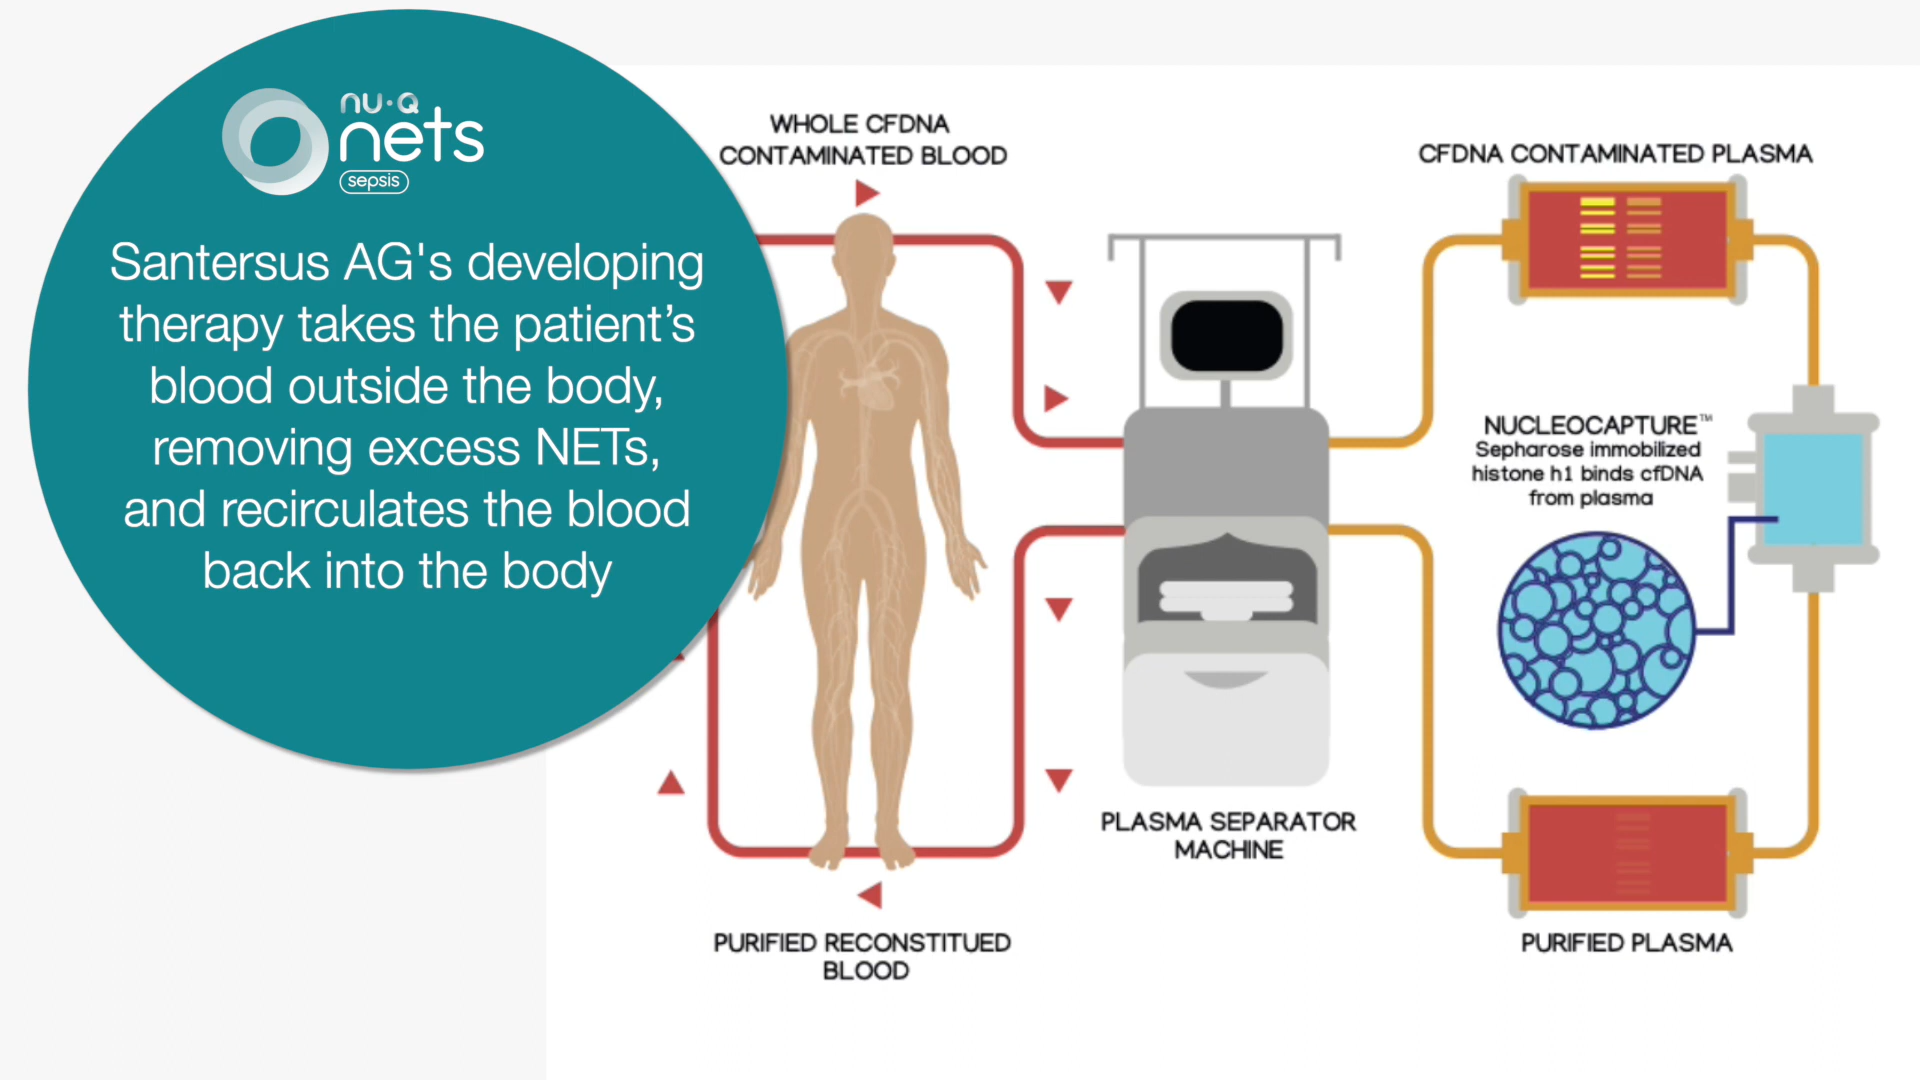 nu·Q
nets
sepsis
Santersus AG's developing
therapy takes the patient’s
blood outside the body,
removing excess NETs,
and recirculates the blood
back into the body
WHOLE CFDNA
CONTAMINATED BLOOD
CFDNA CONTAMINATED PLASMA
NUCLEOCAPTURE™
Sepharose immobilized
histone h1 binds cfDNA
from plasma
PLASMA SEPARATOR
MACHINE
PURIFIED RECONSTITUED
BLOOD
PURIFIED PLASMA